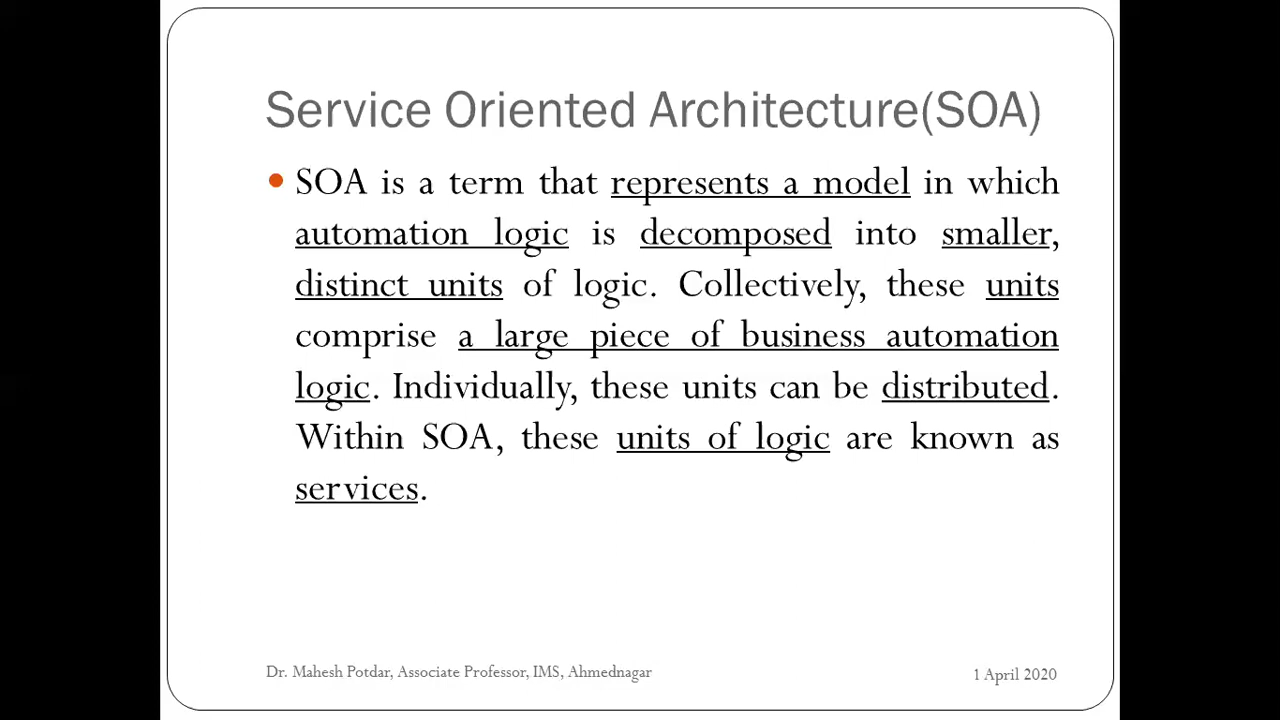 Service Oriented Architecture(SOA)
• SOA is a term that represents a model in which
automation logic is decomposed into smaller,
distinct units of logic. Collectively, these units
comprise a large piece of business automation
logic. Individually, these units can be distributed.
Within SOA, these units of logic are known as
services.
Dr. Mahesh Potdar, Associate Professor, IMS, Ahmednagar
1 April 2020